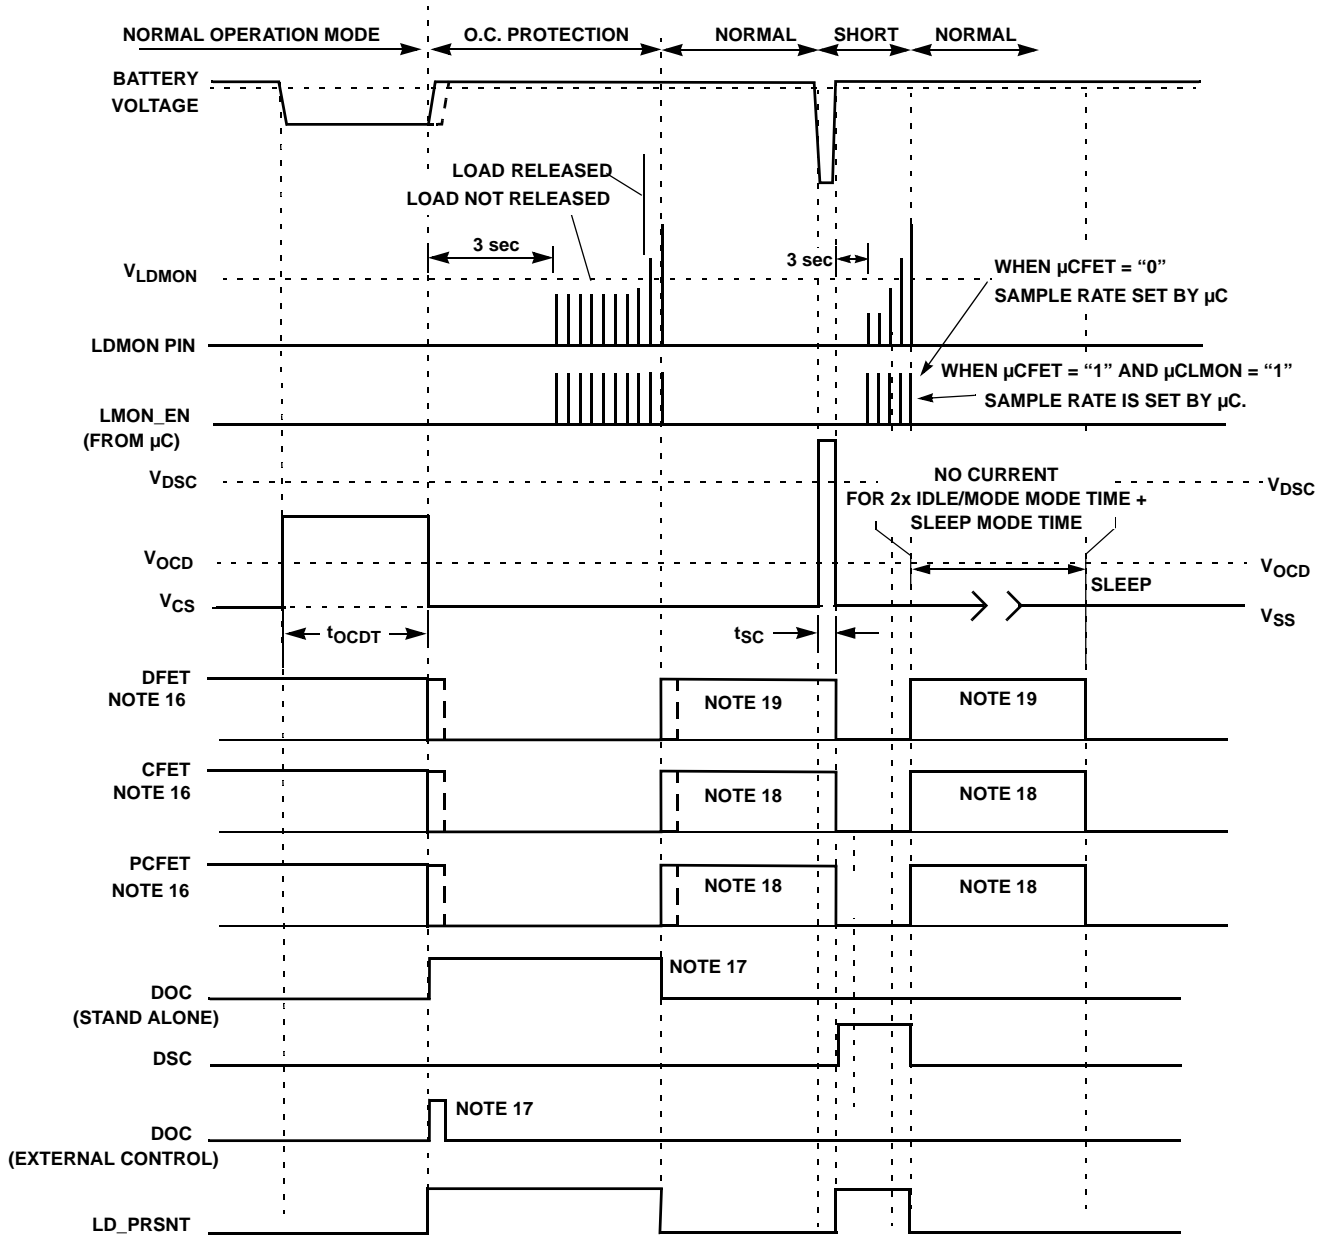 NORMAL OPERATION MODE
O.C. PROTECTION
NORMAL
SHORT
NORMAL
BATTERY
VOLTAGE
LOAD RELEASED
LOAD NOT RELEASED
3 sec
3 sec
VLDMON
WHEN µCFET = “0”
SAMPLE RATE SET BY µC
LDMON PIN
WHEN µCFET = “1” AND µCLMON = “1”
SAMPLE RATE IS SET BY µC.
LMON_EN
(FROM µC)
VDSC
NO CURRENT
FOR 2x IDLE/MODE MODE TIME +
SLEEP MODE TIME
VDSC
VOCD
VOCD
SLEEP
VCS
VSS
tOCDT
tSC
DFET
NOTE 16
NOTE 19
NOTE 19
CFET
NOTE 16
NOTE 18
NOTE 18
PCFET
NOTE 16
NOTE 18
NOTE 18
NOTE 17
DOC
(STAND ALONE)
DSC
NOTE 17
DOC
(EXTERNAL CONTROL)
LD_PRSNT